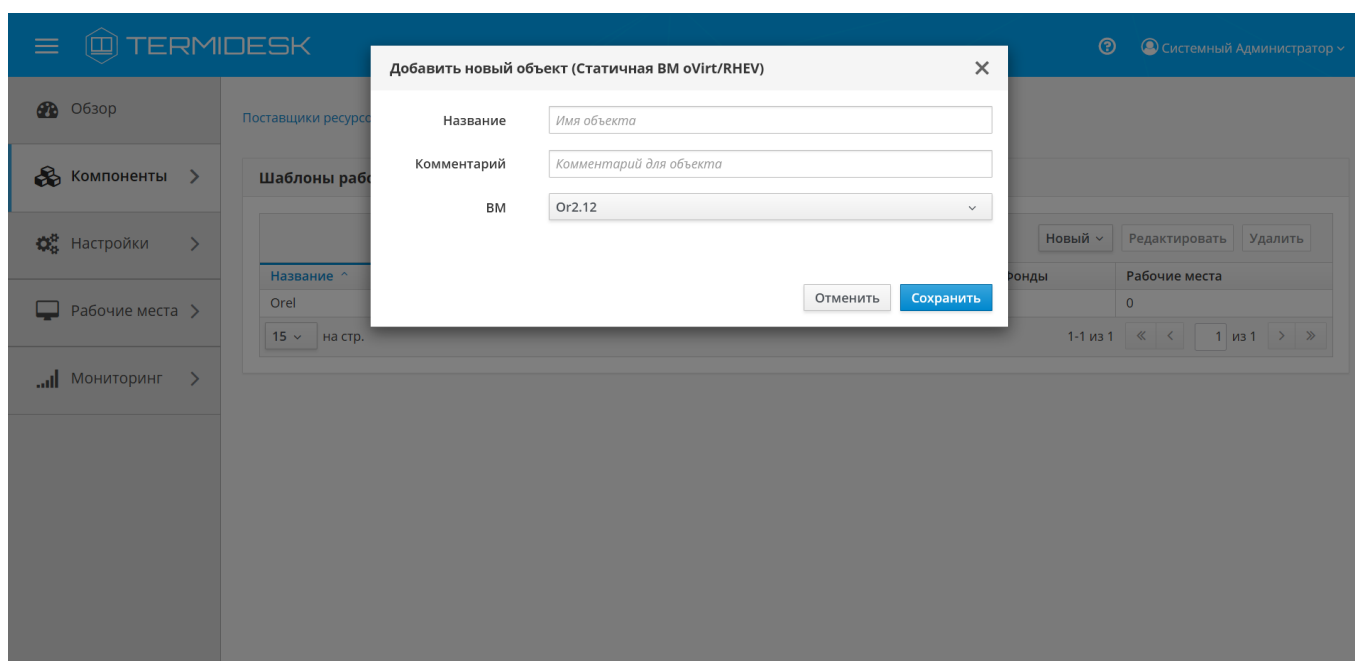 TERMIDESK
Системный Администратор
Добавить новый объект (Статичная ВМ oVirt/RHEV)
Название
Имя объекта
Комментарий
Комментарий для объекта
ВМ
Or2.12
Отменить
Сохранить
Обзор
Компоненты
Настройки
Рабочие места
Мониторинг
Поставщики ресурсо
Шаблоны рабо
Новый
Редактировать
Удалить
Название
Фонды
Рабочие места
Orel
0
15 на стр.
1-1 из 1
1 из 1